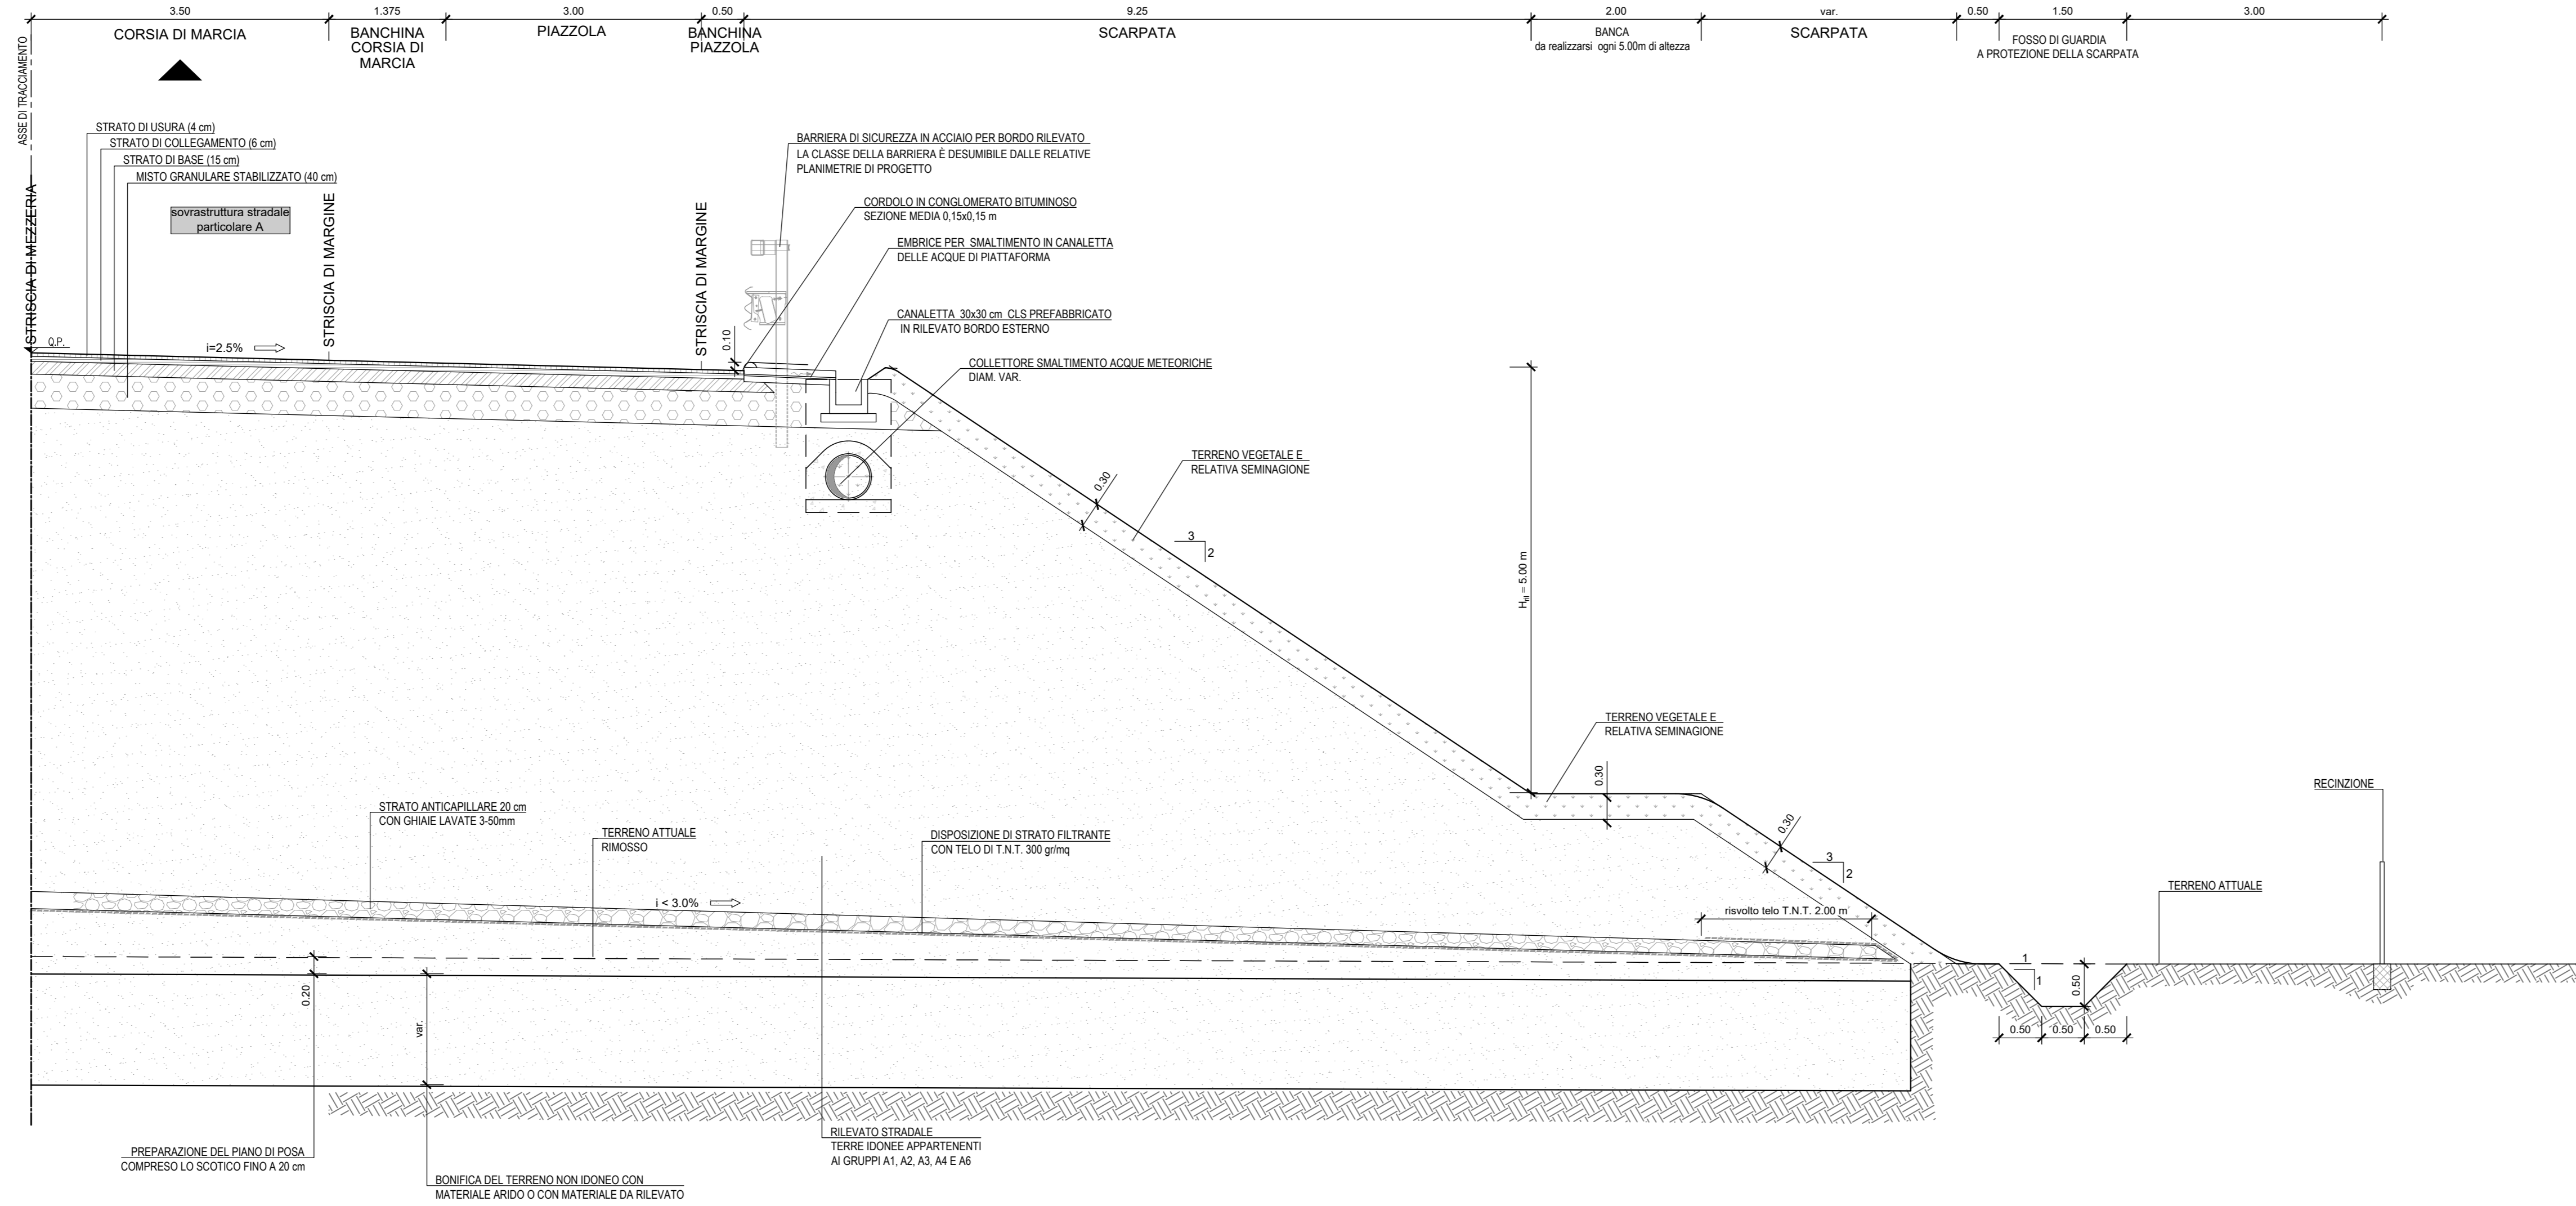 3.50
1.375
3.00
0.50
9.25
2.00
var.
0.50
1.50
3.00
CORSIA DI MARCIA
BANCHINA
CORSIA DI
MARCIA
PIAZZOLA
BANCHINA
PIAZZOLA
SCARPATA
BANCA
da realizzarsi ogni 5.00m di altezza
SCARPATA
FOSSO DI GUARDIA
A PROTEZIONE DELLA SCARPATA
ASSE DI TRACCIAMENTO
STRATO DI USURA (4 cm)
STRATO DI COLLEGAMENTO (6 cm)
STRATO DI BASE (15 cm)
MISTO GRANULARE STABILIZZATO (40 cm)
sovrastruttura stradale
particolare A
STRISCIA DI MEZZERIA
STRISCIA DI MARGINE
STRISCIA DI MARGINE
Q.P.
i=2.5%
0.10
BARRIERA DI SICUREZZA IN ACCIAIO PER BORDO RILEVATO
LA CLASSE DELLA BARRIERA È DESUMIBILE DALLE RELATIVE
PLANIMETRIE DI PROGETTO
CORDOLO IN CONGLOMERATO BITUMINOSO
SEZIONE MEDIA 0,15x0,15 m
EMBRICE PER SMALTIMENTO IN CANALETTA
DELLE ACQUE DI PIATTAFORMA
CANALETTA 30x30 cm CLS PREFABBRICATO
IN RILEVATO BORDO ESTERNO
COLLETTORE SMALTIMENTO ACQUE METEORICHE
DIAM. VAR.
TERRENO VEGETALE E
RELATIVA SEMINAGIONE
0.30
3
2
Hril = 5.00 m
TERRENO VEGETALE E
RELATIVA SEMINAGIONE
0.30
0.30
3
2
RECINZIONE
STRATO ANTICAPILLARE 20 cm
CON GHIAIE LAVATE 3-50mm
TERRENO ATTUALE
RIMOSSO
DISPOSIZIONE DI STRATO FILTRANTE
CON TELO DI T.N.T. 300 gr/mq
i < 3.0%
risvolto telo T.N.T. 2.00 m
TERRENO ATTUALE
1
1
0.50
0.50
0.50
0.50
0.20
var.
PREPARAZIONE DEL PIANO DI POSA
COMPRESO LO SCOTICO FINO A 20 cm
BONIFICA DEL TERRENO NON IDONEO CON
MATERIALE ARIDO O CON MATERIALE DA RILEVATO
RILEVATO STRADALE
TERRE IDONEE APPARTENENTI
AI GRUPPI A1, A2, A3, A4 E A6